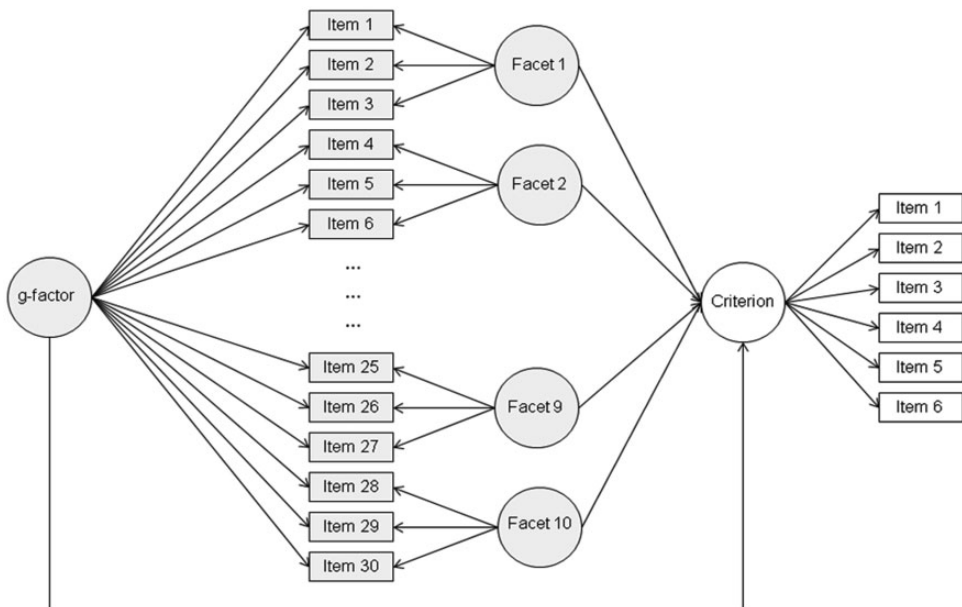 Item 1
Item 2
Item 3
Item 4
Item 5
Item 6
...
...
...
Item 25
Item 26
Item 27
Item 28
Item 29
Item 30
g-factor
Facet 1
Facet 2
Facet 9
Facet 10
Criterion
Item 1
Item 2
Item 3
Item 4
Item 5
Item 6